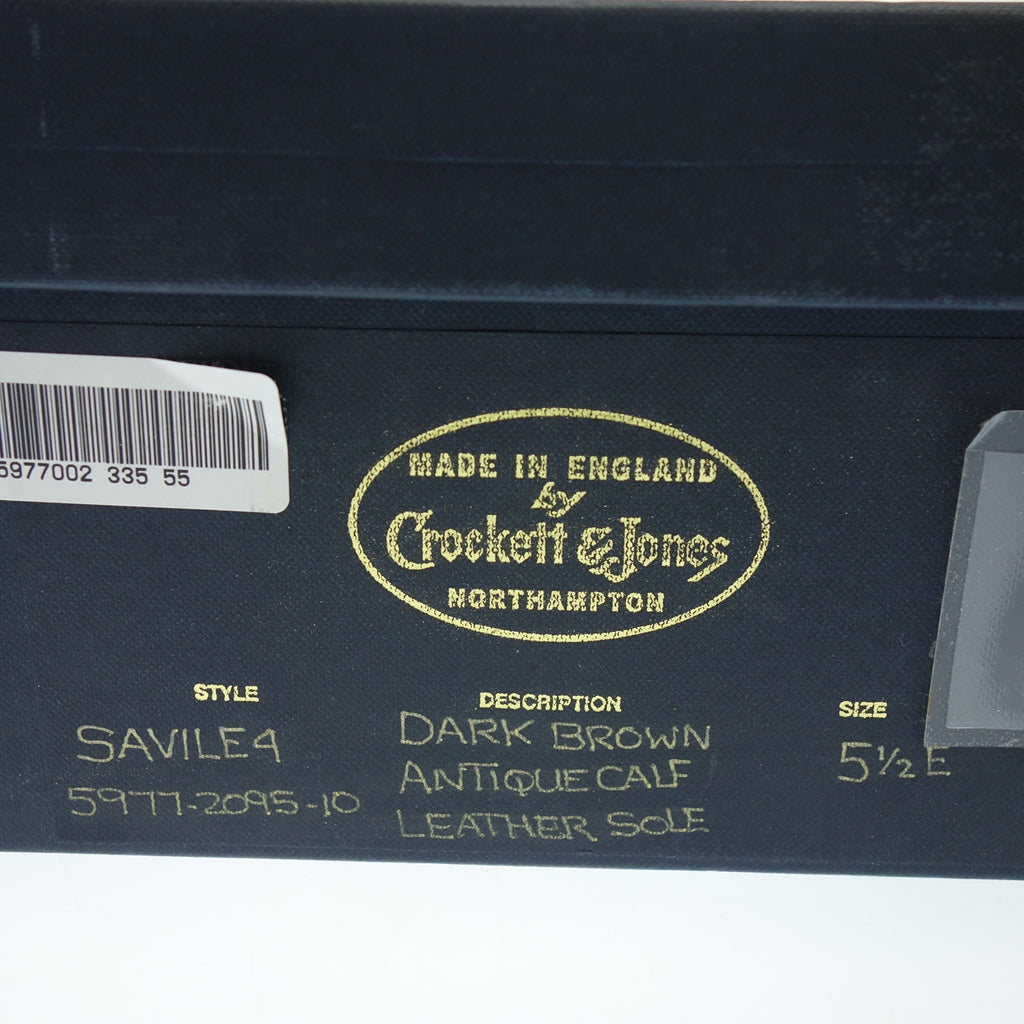 5977002 335 55
MADE IN ENGLAND
by
Crockett & Jones
NORTHAMPTON
STYLE
SAVILE4
5977-2095-10
DESCRIPTION
DARK BROWN
ANTIQUE CALF
LEATHER SOLE
SIZE
5½ E